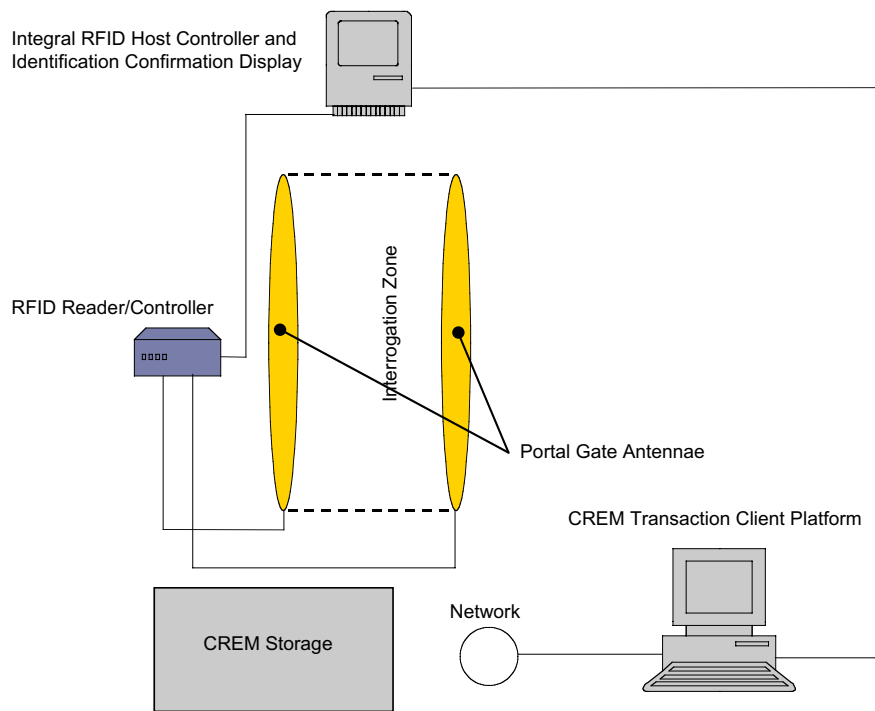 Integral RFID Host Controller and
Identification Confirmation Display
Interrogation Zone
RFID Reader/Controller
Portal Gate Antennae
CREM Transaction Client Platform
Network
CREM Storage